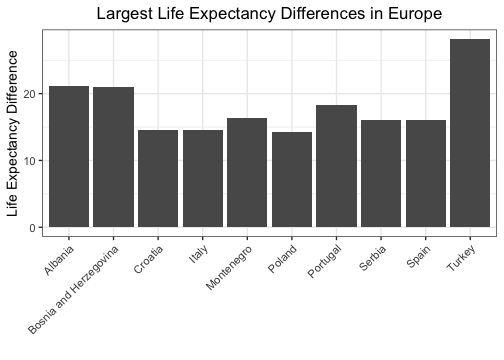 Largest Life Expectancy Differences in Europe
Life Expectancy Difference
20
10
0
Albania
Bosnia and Herzegovina
Croatia
Italy
Montenegro
Poland
Portugal
Serbia
Spain
Turkey